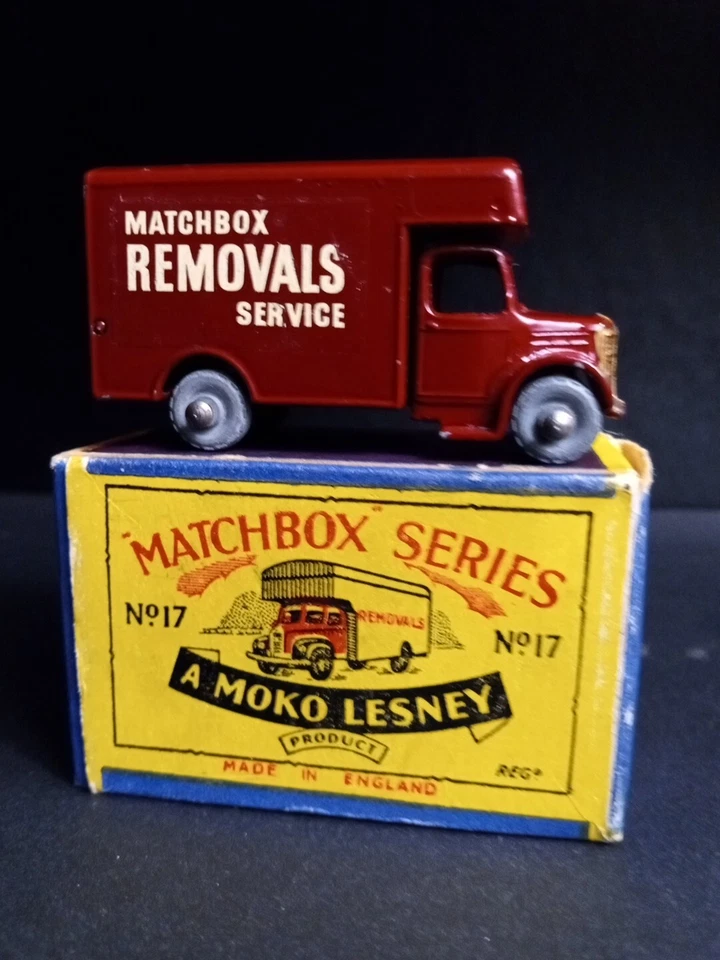 MATCHBOX
REMOVALS
SERVICE
"MATCHBOX" SERIES
REMOVALS
Nº17
Nº17
A MOKO LESNEY
PRODUCT
REGᴰ
MADE IN ENGLAND